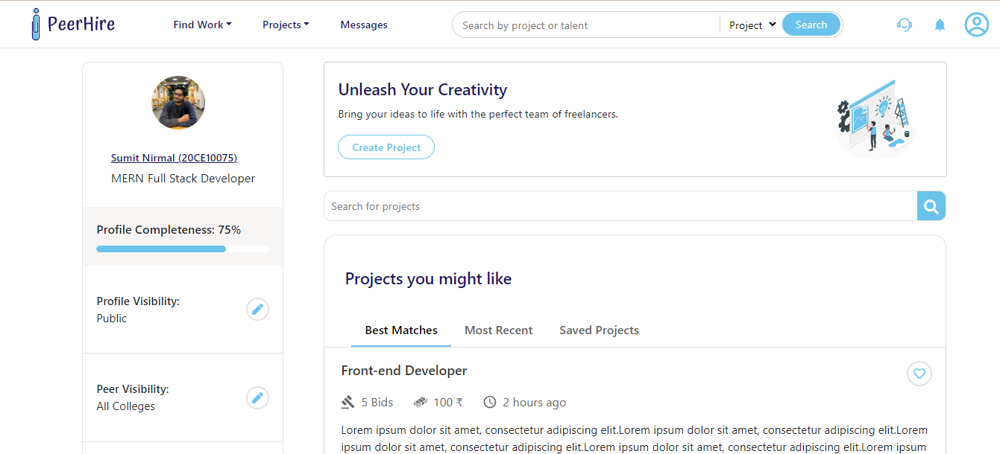 PeerHire
Find Work
Projects
Messages
Search by project or talent
Project
Search
Sumit Nirmal (20CE10075)
MERN Full Stack Developer
Profile Completeness: 75%
Profile Visibility:
Public
Peer Visibility:
All Colleges
Unleash Your Creativity
Bring your ideas to life with the perfect team of freelancers.
Create Project
Search for projects
Projects you might like
Best Matches
Most Recent
Saved Projects
Front-end Developer
5 Bids
100 ₹
2 hours ago
Lorem ipsum dolor sit amet, consectetur adipiscing elit.Lorem ipsum dolor sit amet, consectetur adipiscing elit.Lorem
ipsum dolor sit amet, consectetur adipiscing elit.Lorem ipsum dolor sit amet, consectetur adipiscing elit.Lorem ipsum